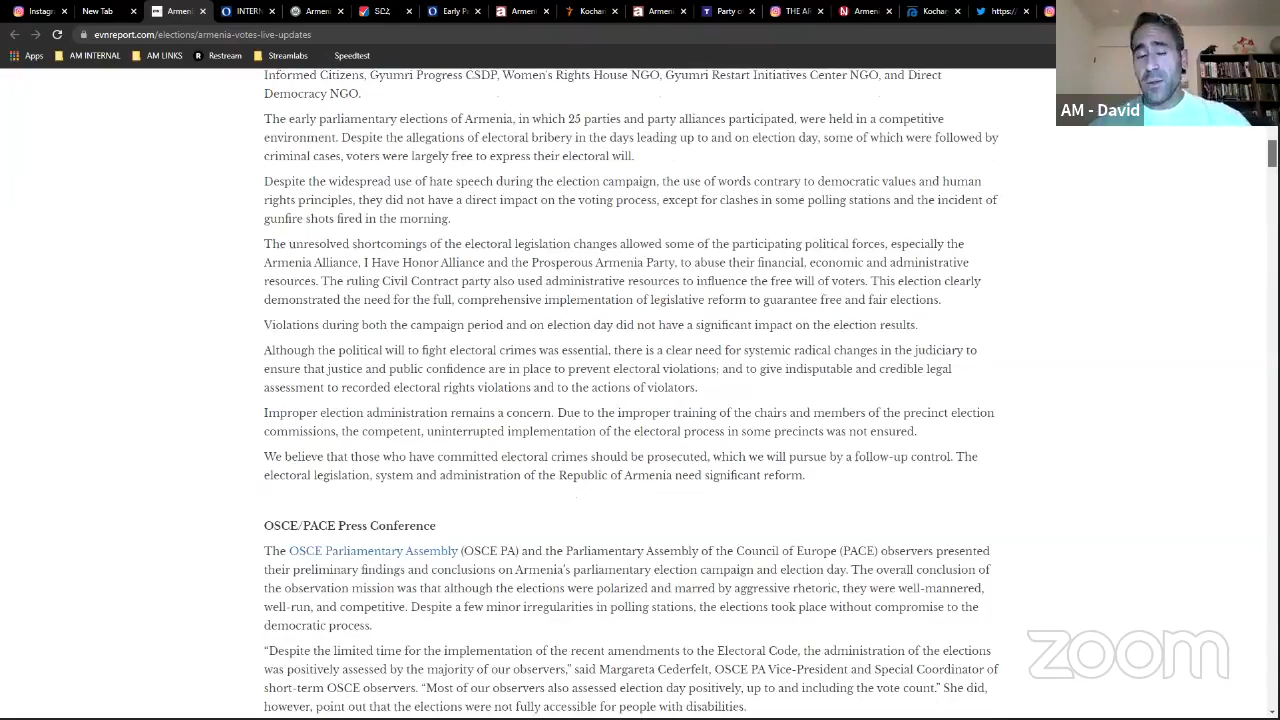 Instagra
New Tab
Armeni
INTERN
Armeni
ՍԵՂ
Early P
Armeni
Kochar
Armeni
Party o
THE AR
Armeni
Kochar
https:/
evnreport.com/elections/armenia-votes-live-updates
Apps
AM INTERNAL
AM LINKS
Restream
Streamlabs
Speedtest
AM - David
Informed Citizens, Gyumri Progress CSDP, Women's Rights House NGO, Gyumri Restart Initiatives Center NGO, and Direct
Democracy NGO.
The early parliamentary election of Armenia, in which 25 parties and party alliances participated, were held in a competitive
environment. Despite the allegations of electoral bribery in the days leading up to and on election day, some of which were followed by
criminal cases, voters were largely free to express their electoral will.
Despite the widespread use of hate speech during the election campaign, the use of words contrary to democratic values and human
rights principles, they did not have a direct impact on the voting process, except for clashes in some polling stations and the incident of
gunfire shots fired in the morning.
The unresolved shortcomings of the electoral legislation changes allowed some of the participating political forces, especially the
Armenia Alliance, I Have Honor Alliance and the Prosperous Armenia Party, to abuse their financial, economic and administrative
resources. The ruling Civil Contract party also used administrative resources to influence the free will of voters. This election clearly
demonstrated the need for the full, comprehensive implementation of legislative reform to guarantee free and fair elections.
Violations during both the campaign period and on election day did not have a significant impact on the election results.
Although the political will to fight electoral crimes was essential, there is a clear need for systemic radical changes in the judiciary to
ensure that justice and public confidence are in place to prevent electoral violations; and to give indisputable and credible legal
assessment to recorded electoral rights violations and to the actions of violators.
Improper election administration remains a concern. Due to the improper training of the chairs and members of the precinct election
commissions, the competent, uninterrupted implementation of the electoral process in some precincts was not ensured.
We believe that those who have committed electoral crimes should be prosecuted, which we will pursue by a follow-up control. The
electoral legislation, system and administration of the Republic of Armenia need significant reform.
OSCE/PACE Press Conference
The OSCE Parliamentary Assembly (OSCE PA) and the Parliamentary Assembly of the Council of Europe (PACE) observers presented
their preliminary findings and conclusions on Armenia's parliamentary election campaign and election day. The overall conclusion of
the observation mission was that although the elections were polarized and marred by aggressive rhetoric, they were well-mannered,
well-run, and competitive. Despite a few minor irregularities in polling stations, the elections took place without compromise to the
democratic process.
“Despite the limited time for the implementation of the recent amendments to the Electoral Code, the administration of the elections
was positively assessed by the majority of our observers,” said Margareta Cederfelt, OSCE PA Vice-President and Special Coordinator of
short-term OSCE observers. “Most of our observers also assessed election day positively, up to and including the vote count.” She did,
however, point out that the elections were not fully accessible for people with disabilities.
zoom